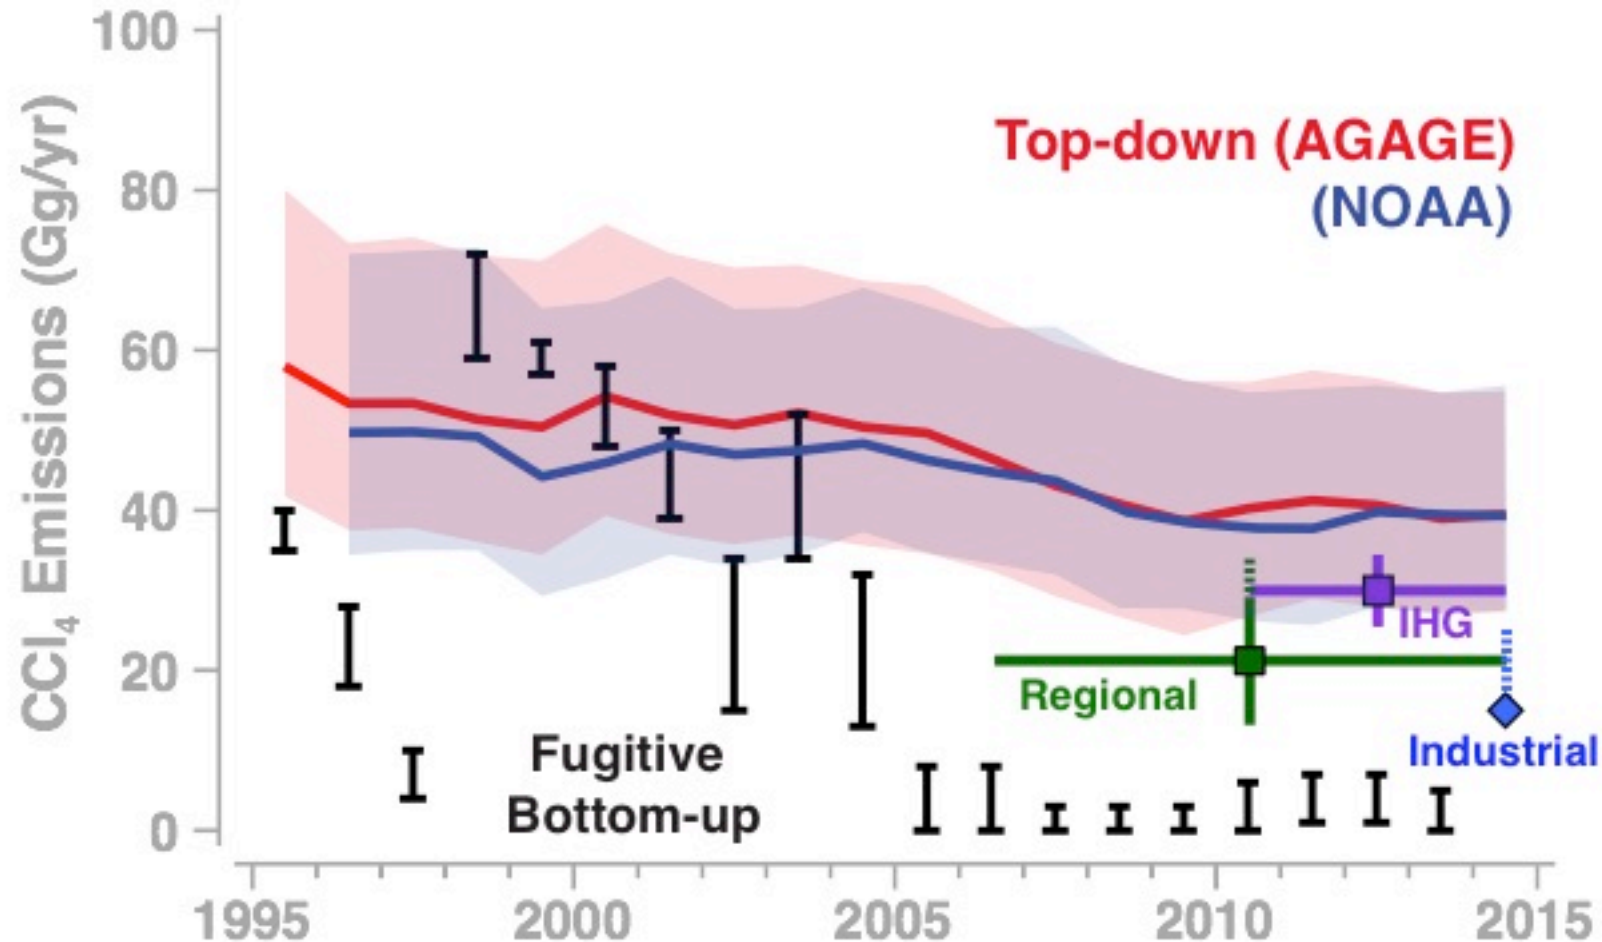 CCl₄ Emissions (Gg/yr)
100
80
60
40
20
0
Top-down (AGAGE)
(NOAA)
IHG
Regional
Industrial
Fugitive
Bottom-up
1995
2000
2005
2010
2015